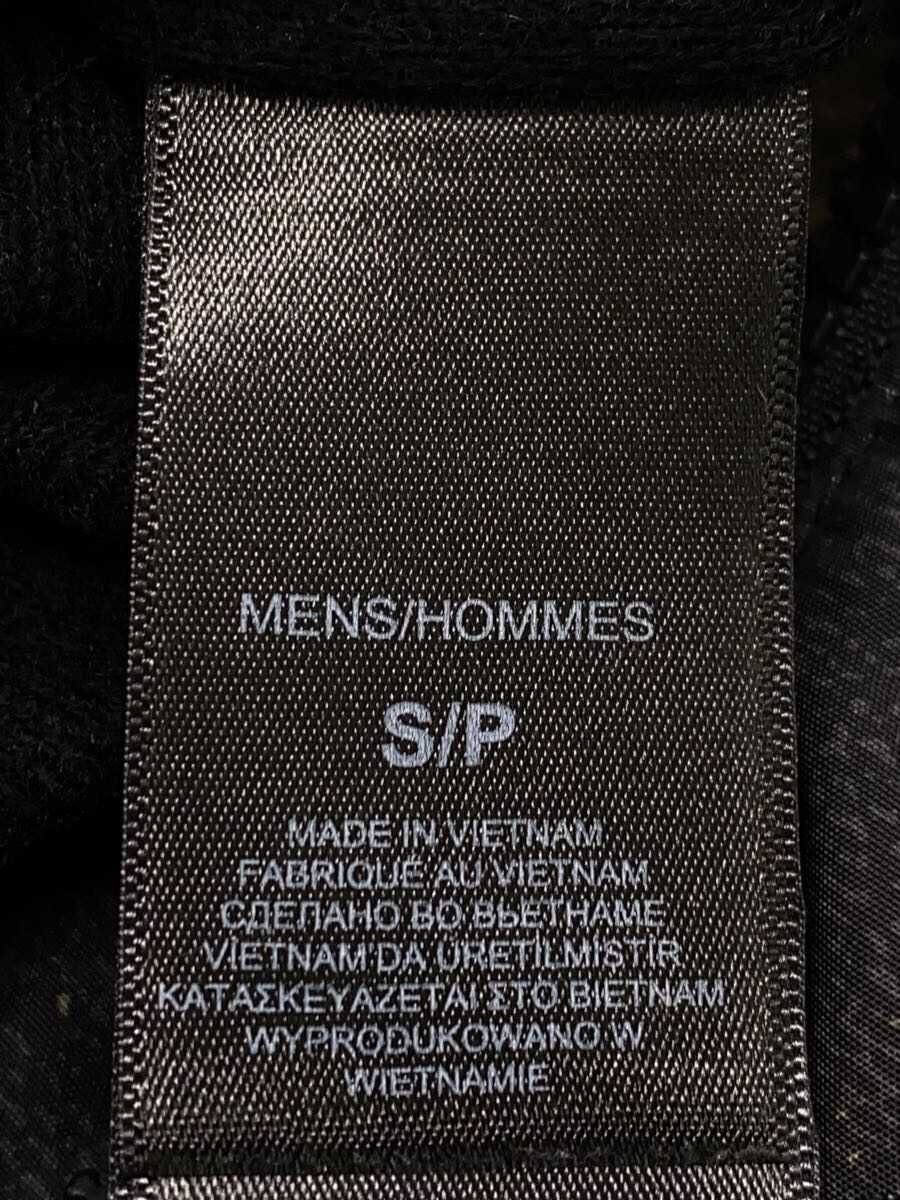 MENS/HOMMES
S/P
MADE IN VIETNAM
FABRIQUÉ AU VIETNAM
СДЕЛАНО ВО ВЬЕТНАМЕ
VİETNAM'DA ÜRETİLMİŞTİR
ΚΑΤΑΣΚΕΥΑΖΕΤΑΙ ΣΤΟ ΒΙΕΤΝΑΜ
WYPRODUKOWANO W
WIETNAMIE